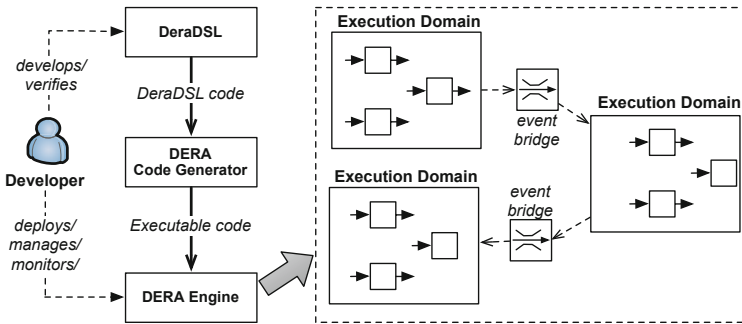 DeraDSL
develops/
verifies
DeraDSL code
Developer
DERA
Code Generator
deploys/
manages/
monitors/
Executable code
DERA Engine
Execution Domain
event
bridge
Execution Domain
Execution Domain
event
bridge